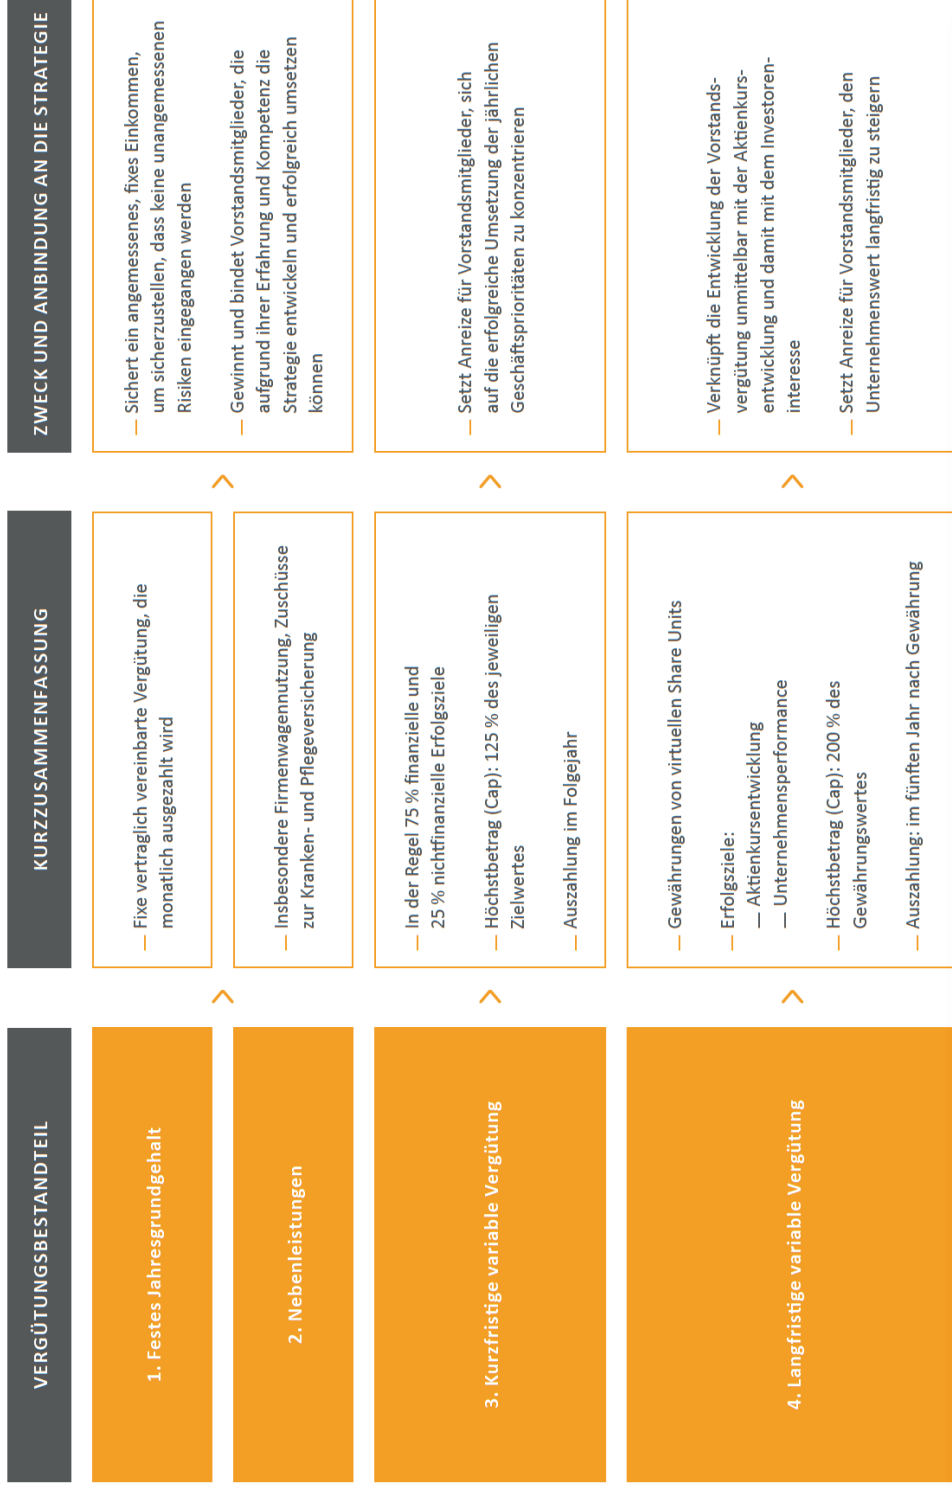 VERGÜTUNGSBESTANDTEIL
KURZZUSAMMENFASSUNG
ZWECK UND ANBINDUNG AN DIE STRATEGIE
1. Festes Jahresgrundgehalt
— Fixe vertraglich vereinbarte Vergütung, die
monatlich ausgezahlt wird
2. Nebenleistungen
— Insbesondere Firmenwagennutzung, Zuschüsse
zur Kranken- und Pflegeversicherung
— Sichert ein angemessenes, fixes Einkommen,
um sicherzustellen, dass keine unangemessenen
Risiken eingegangen werden
— Gewinnt und bindet Vorstandsmitglieder, die
aufgrund ihrer Erfahrung und Kompetenz die
Strategie entwickeln und erfolgreich umsetzen
können
3. Kurzfristige variable Vergütung
— In der Regel 75 % finanzielle und
25 % nichtfinanzielle Erfolgsziele
— Höchstbetrag (Cap): 125 % des jeweiligen
Zielwertes
— Auszahlung im Folgejahr
— Setzt Anreize für Vorstandsmitglieder, sich
auf die erfolgreiche Umsetzung der jährlichen
Geschäftsprioritäten zu konzentrieren
4. Langfristige variable Vergütung
— Gewährungen von virtuellen Share Units
— Erfolgsziele:
— Aktienkursentwicklung
— Unternehmensperformance
— Höchstbetrag (Cap): 200 % des
Gewährungswertes
— Auszahlung: im fünften Jahr nach Gewährung
— Verknüpft die Entwicklung der Vorstands-
vergütung unmittelbar mit der Aktienkurs-
entwicklung und damit mit dem Investoren-
interesse
— Setzt Anreize für Vorstandsmitglieder, den
Unternehmenswert langfristig zu steigern